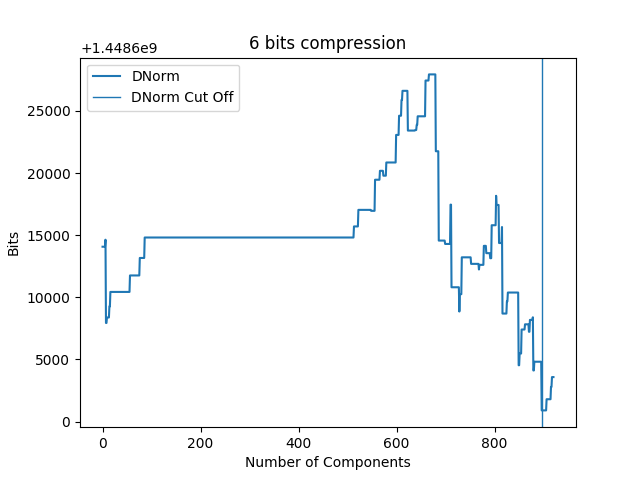 6 bits compression
+1.4486e9
DNorm
DNorm Cut Off
25000
20000
15000
10000
5000
0
Bits
0 200 400 600 800
Number of Components